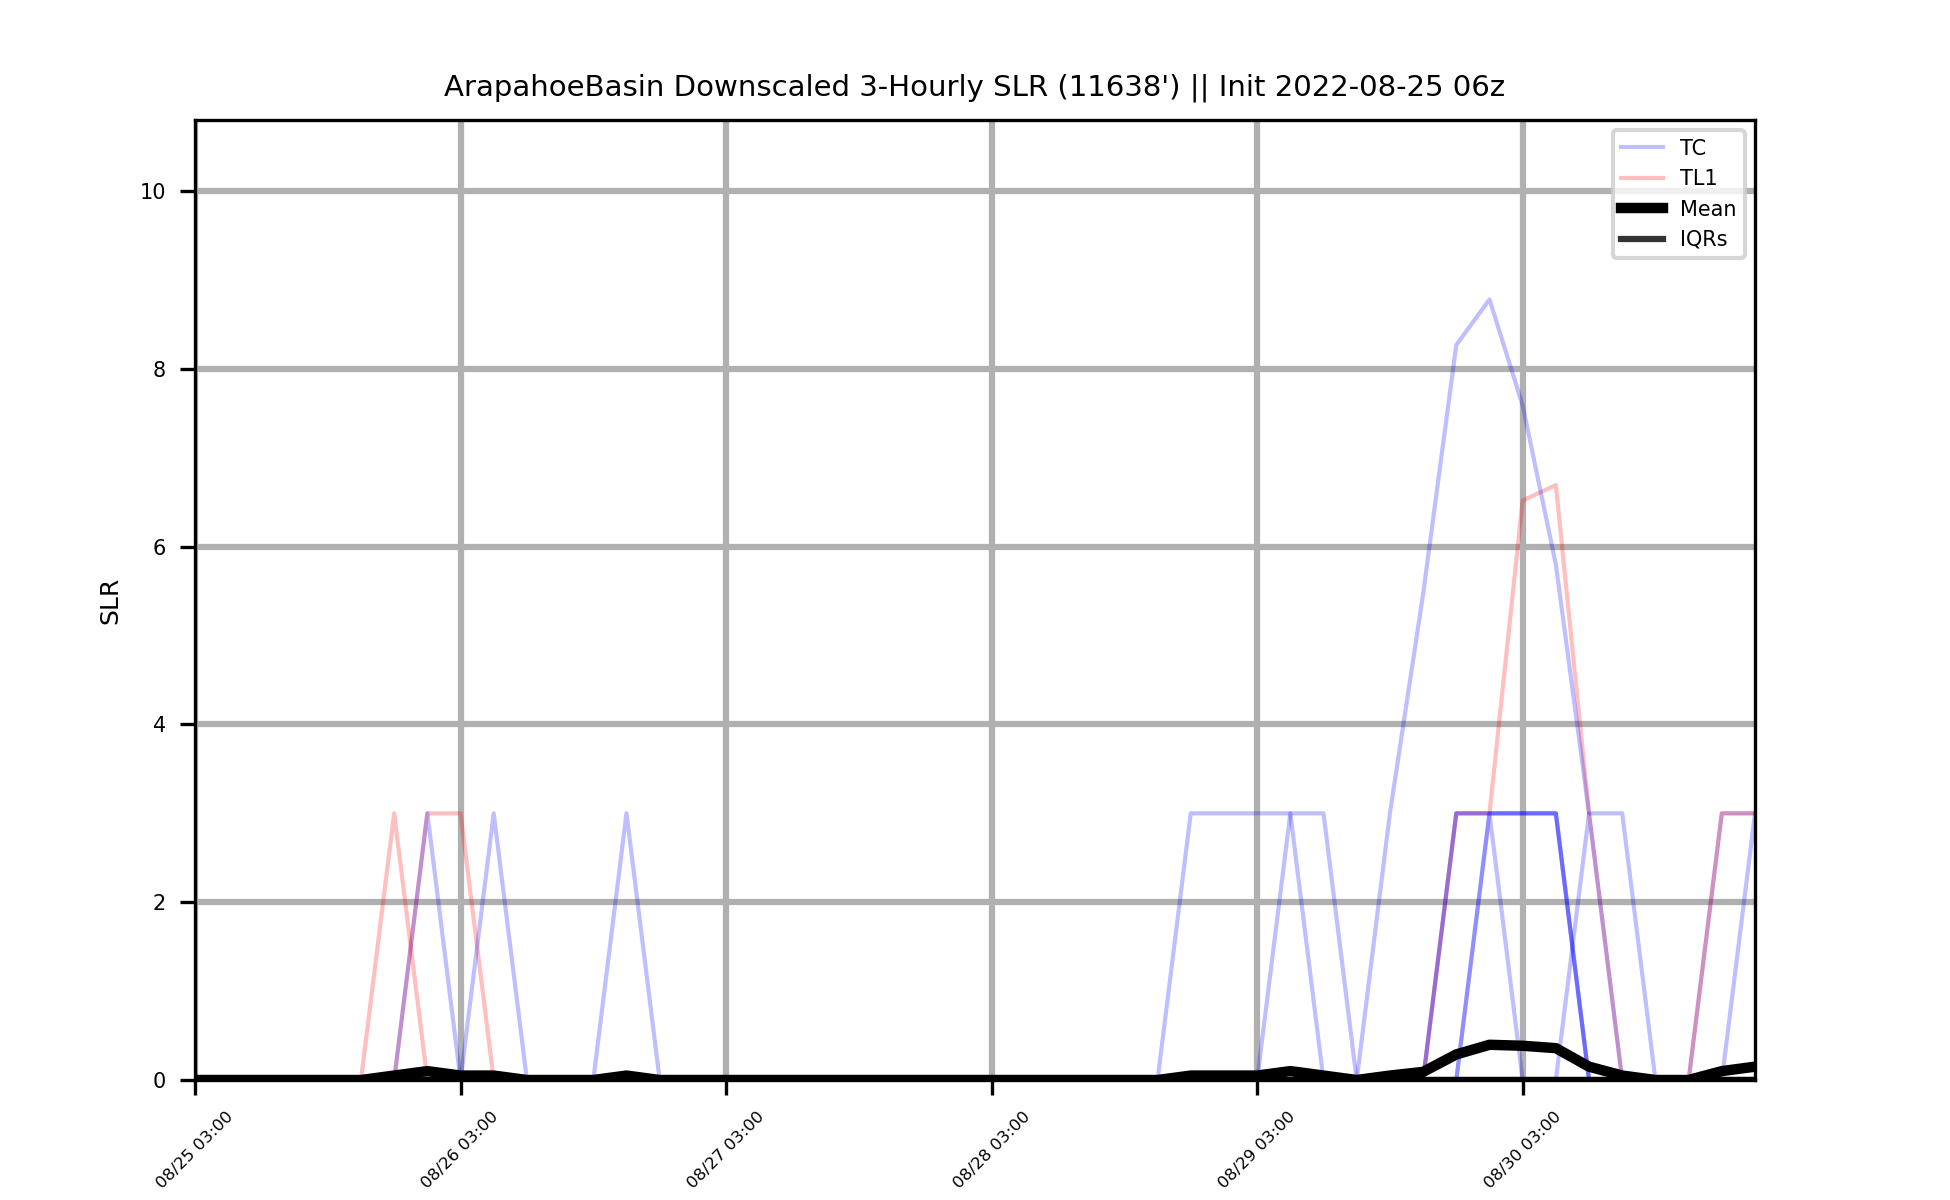 ArapahoeBasin Downscaled 3-Hourly SLR (11638') || Init 2022-08-25 06z
TC
TL1
Mean
IQRs
10
8
6
4
2
0
SLR
08/25 03:00
08/26 03:00
08/27 03:00
08/28 03:00
08/29 03:00
08/30 03:00